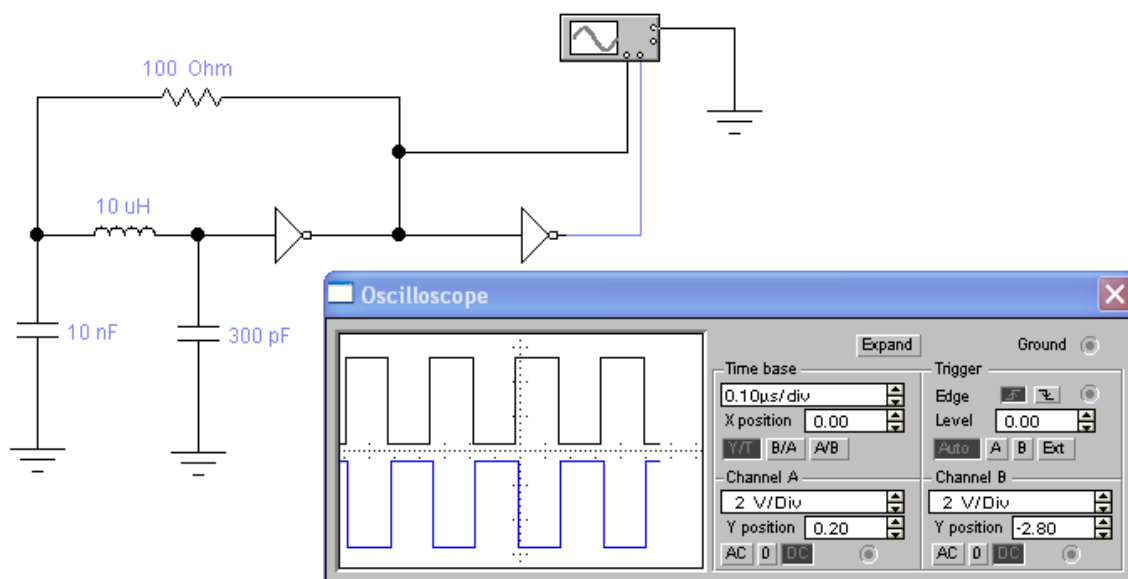 100 Ohm
10 uH
10 nF
300 pF
Oscilloscope
Expand
Ground
Time base
0.10µs/div
X position 0.00
Y/T B/A A/B
Trigger
Edge
Level 0.00
Auto A B Ext
Channel A
2 V/Div
Y position 0.20
AC 0 DC
Channel B
2 V/Div
Y position -2.80
AC 0 DC